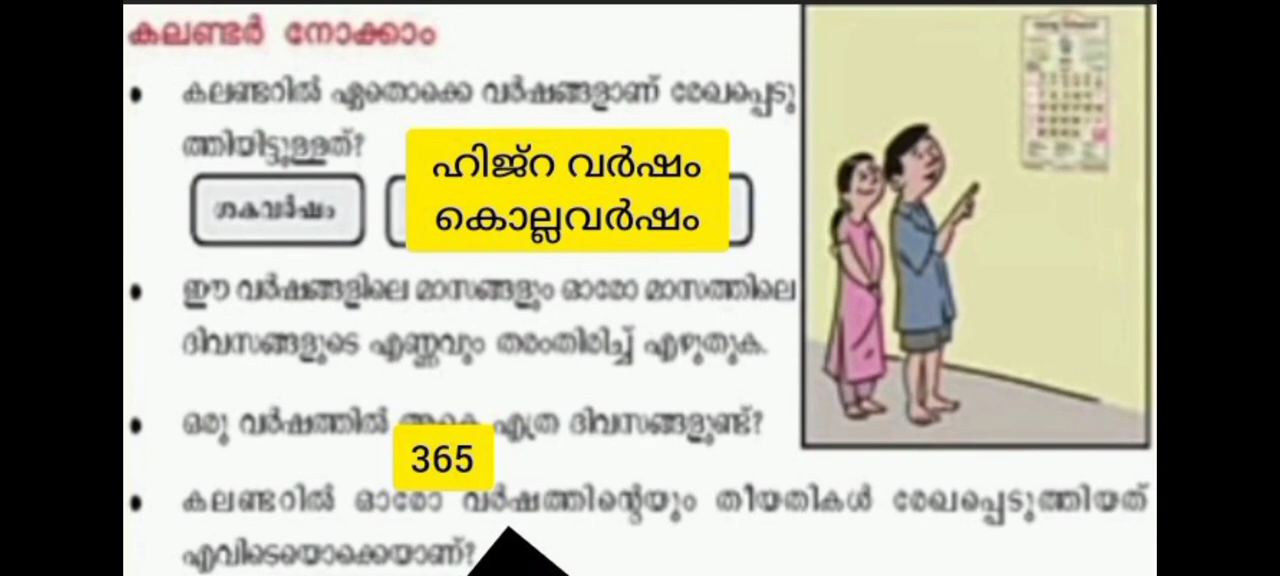 കലണ്ടർ നോക്കാം
• കലണ്ടറിൽ ഏതൊക്കെ വർഷങ്ങളാണ് രേഖപ്പെടു
ത്തിയിട്ടുള്ളത്?
ശകവർഷം
ഹിജ്റ വർഷം
കൊല്ലവർഷം
• ഈ വർഷങ്ങളിലെ മാസങ്ങളും ഓരോ മാസത്തിലെ
ദിവസങ്ങളുടെ എണ്ണവും തരംതിരിച്ച് എഴുതുക.
• ഒരു വർഷത്തിൽ ആകെ എത്ര ദിവസങ്ങളുണ്ട്?
365
• കലണ്ടറിൽ ഓരോ വർഷത്തിന്റെയും തീയതികൾ രേഖപ്പെടുത്തിയത്
എവിടെയൊക്കെയാണ്?